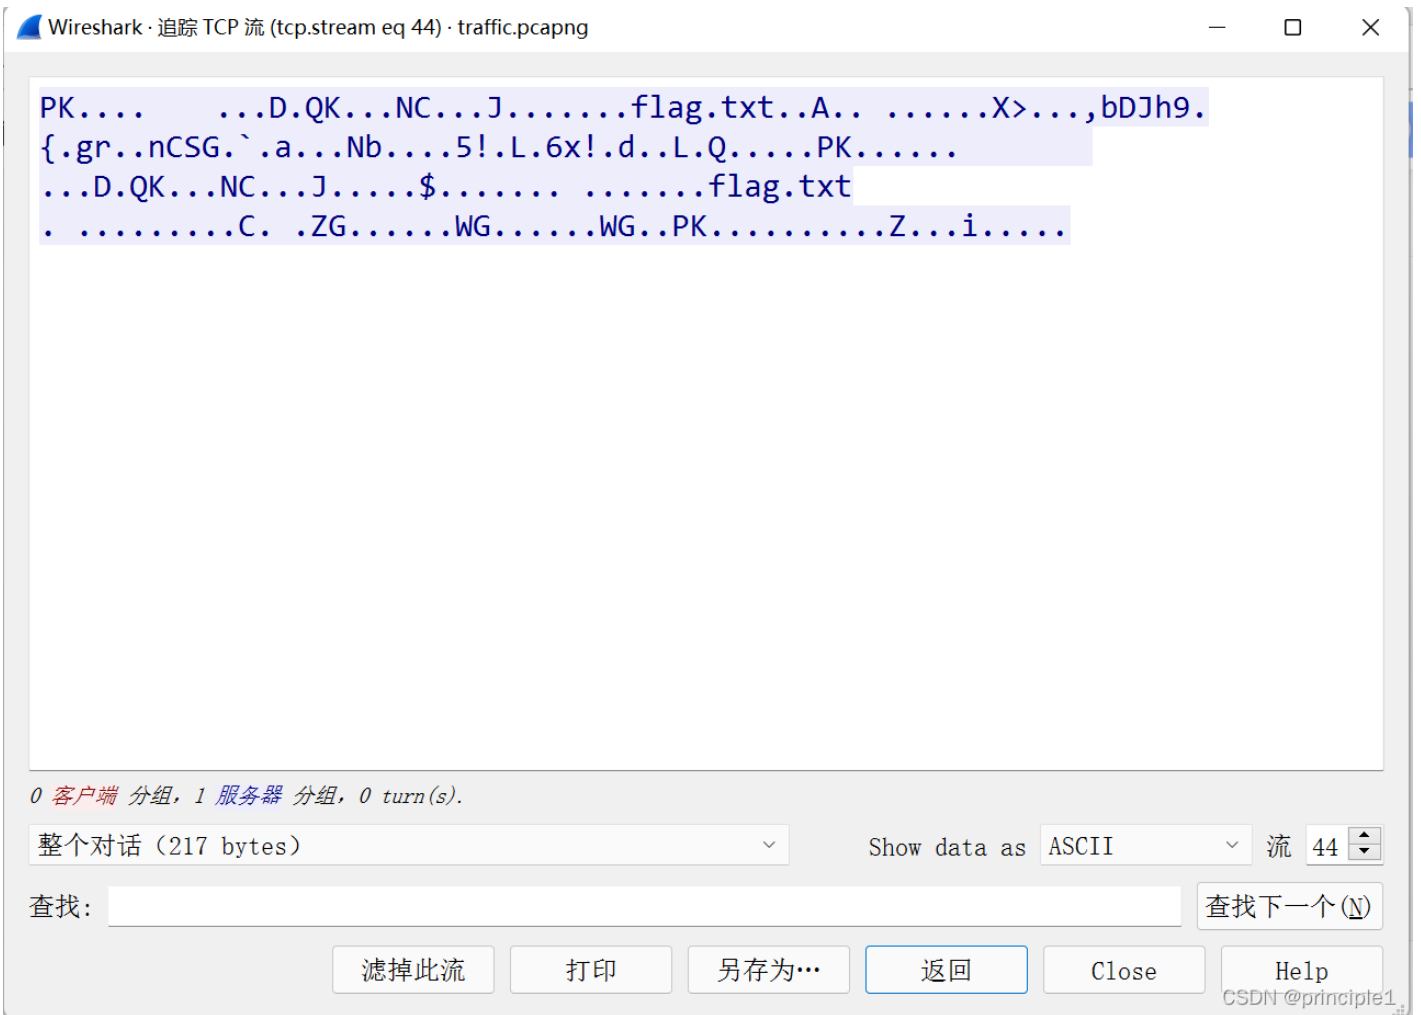 Wireshark · 追踪 TCP 流 (tcp.stream eq 44) · traffic.pcapng
PK....    ...D.QK...NC...J.......flag.txt..A.. ......X>...,bDJh9.
{.gr..nCSG.`.a...Nb....5!.L.6x!.d..L.Q.....PK......
...D.QK...NC...J.....$....... .......flag.txt
. .........C. .ZG......WG......WG..PK..........Z...i.....
0 客户端 分组，1 服务器 分组，0 turn(s).
整个对话（217 bytes） Show data as ASCII 流 44
查找: 查找下一个(N)
滤掉此流 打印 另存为… 返回 Close Help
CSDN @principle1